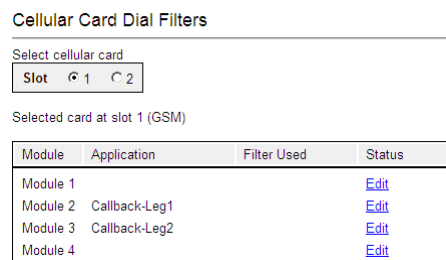 Cellular Card Dial Filters
Select cellular card
Slot 1 2
Selected card at slot 1 (GSM)
Module Application Filter Used Status
Module 1 Edit
Module 2 Callback-Leg1 Edit
Module 3 Callback-Leg2 Edit
Module 4 Edit